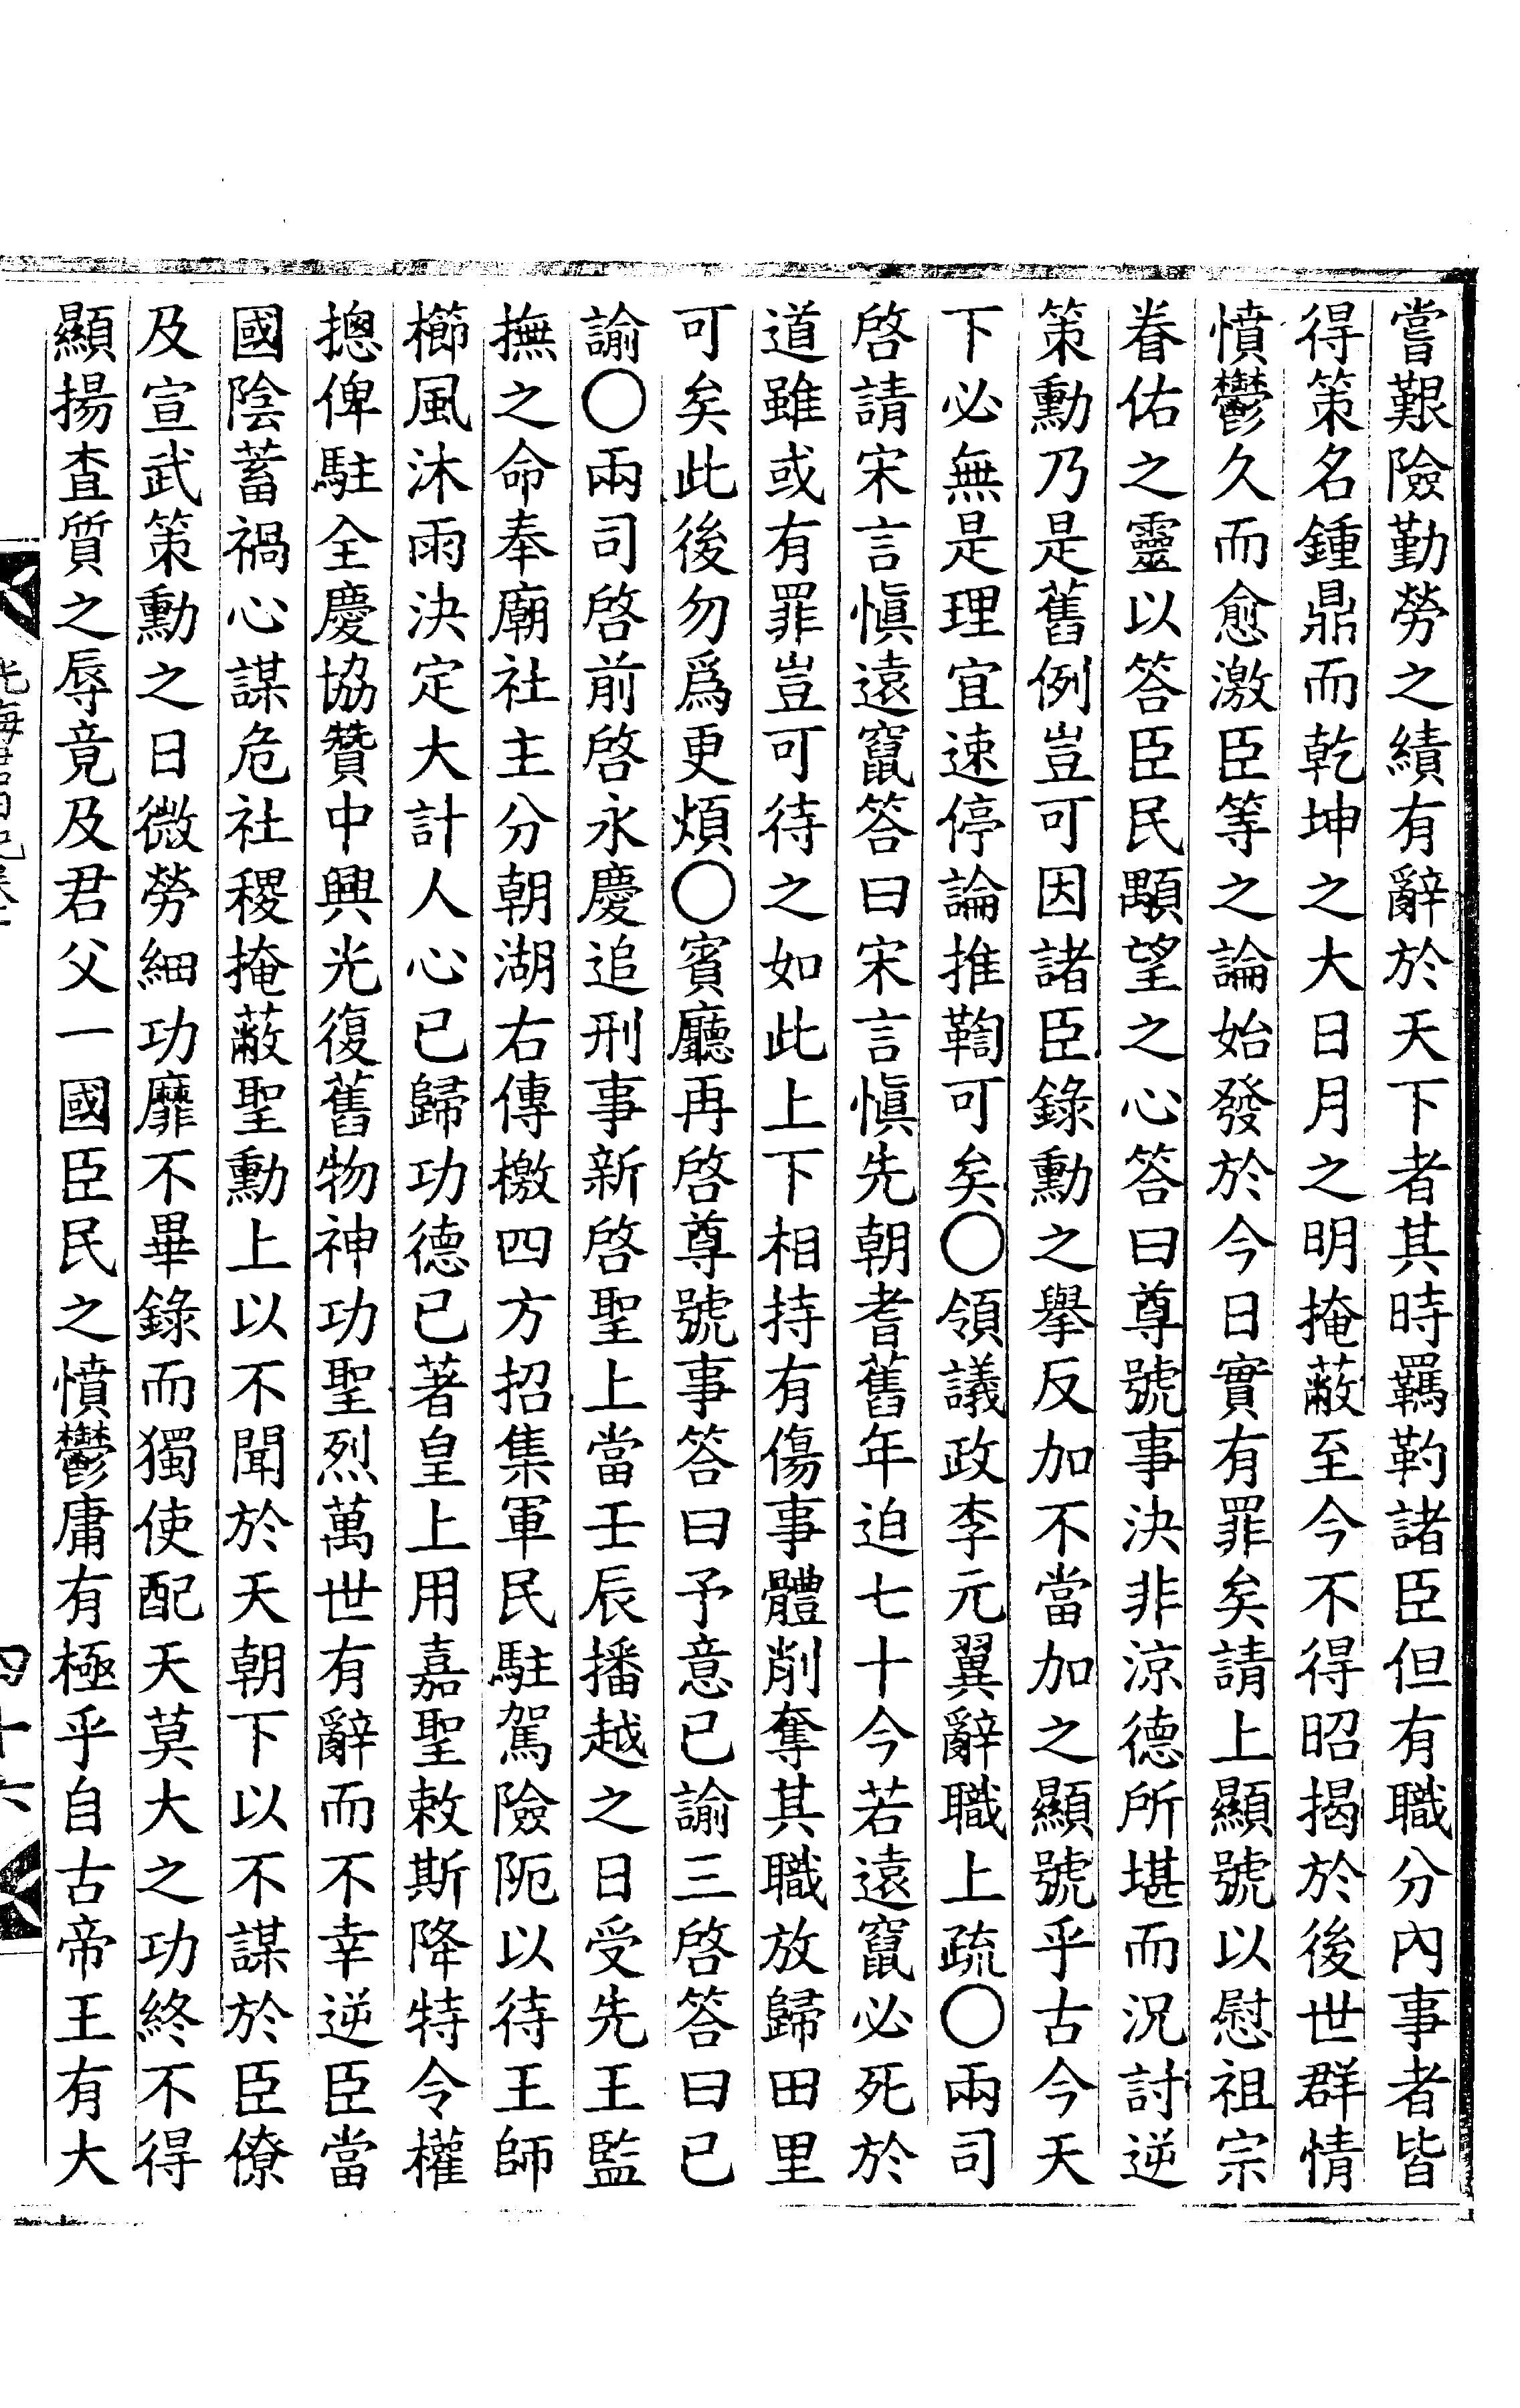 嘗艱險勤勞之績有辭於天下者其時羈靮諸臣但有職分內事者皆
得策名鍾鼎而乾坤之大日月之明掩蔽至今不得昭揭於後世群情
憤鬱久而愈激臣等之論始發於今日實有罪矣請上顯號以慰祖宗
眷佑之靈以答臣民顒望之心答曰尊號事決非涼德所堪而況討逆
策勳乃是舊例豈可因諸臣錄勳之擧反加不當加之顯號乎古今天
下必無是理宜速停論推鞫可矣○領議政李元翼辭職上疏○兩司
啓請宋言愼遠竄答曰宋言愼先朝耆舊年迫七十今若遠竄必死於
道雖或有罪豈可待之如此上下相持有傷事體削奪其職放歸田里
可矣此後勿爲更煩○賓廳再啓尊號事答曰予意已諭三啓答曰已
諭○兩司啓前啓永慶追刑事新啓聖上當壬辰播越之日受先王監
撫之命奉廟社主分朝湖右傳檄四方招集軍民駐駕險阨以待王師
櫛風沐雨決定大計人心已歸功德已著皇上用嘉聖敕斯降特令權
摠俾駐全慶協贊中興光復舊物神功聖烈萬世有辭而不幸逆臣當
國陰蓄禍心謀危社稷掩蔽聖勳上以不聞於天朝下以不謀於臣僚
及宣武策勳之日微勞細功靡不畢錄而獨使配天莫大之功終不得
顯揚査質之辱竟及君父一國臣民之憤鬱庸有極乎自古帝王有大
四十六